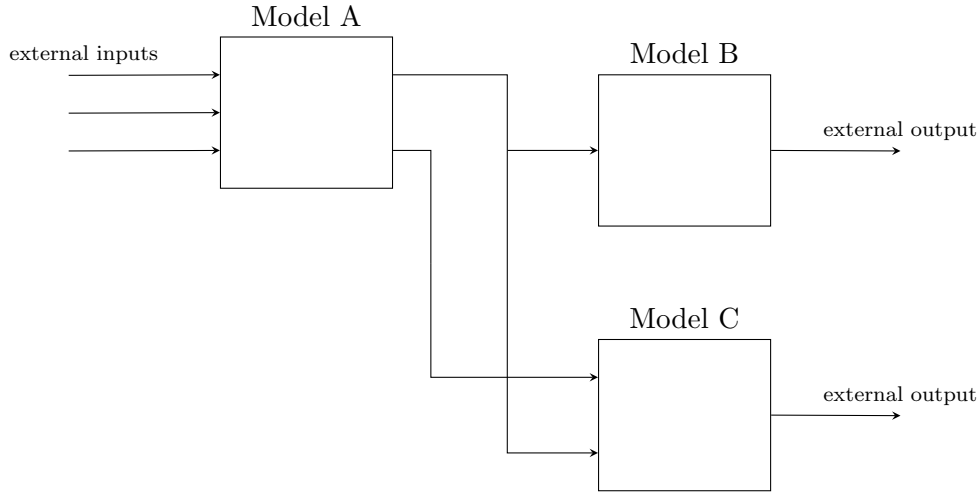 Model A
external inputs
Model B
external output
Model C
external output